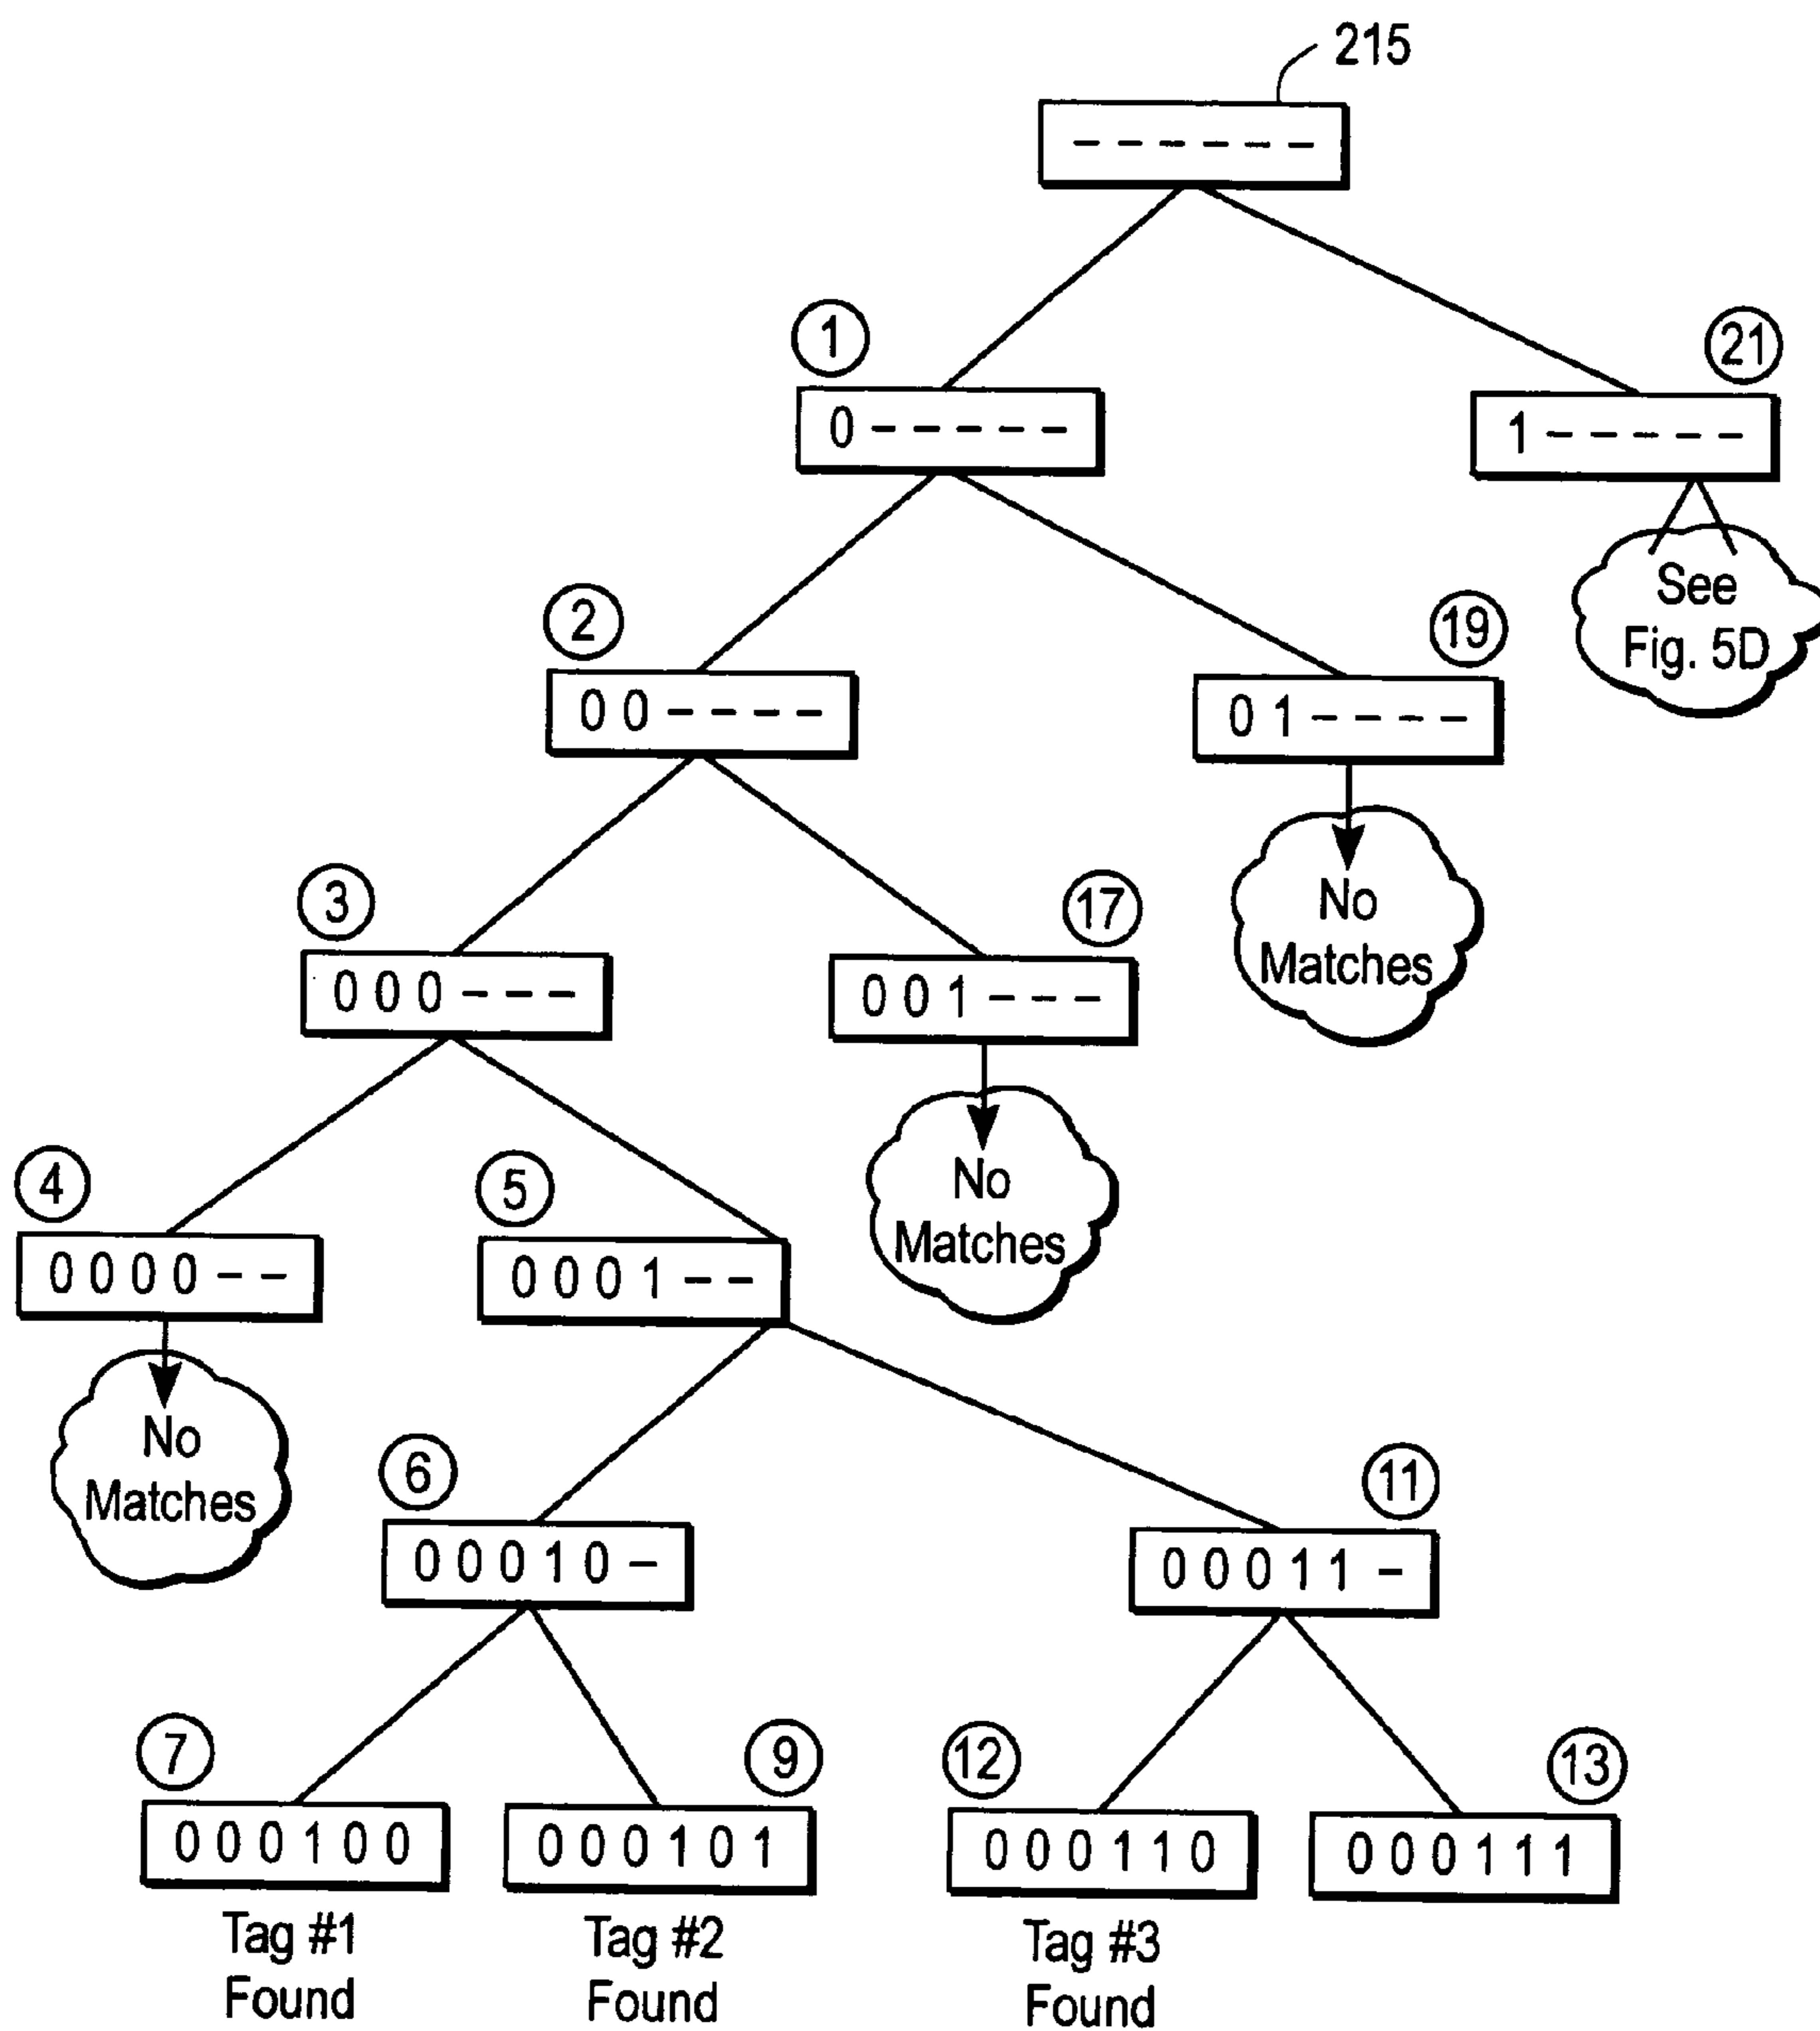 215
------
1
0-----
21
1-----
See
Fig. 5D
2
00----
19
01----
No
Matches
3
000---
17
001---
No
Matches
4
0000--
No
Matches
5
0001--
6
00010-
11
00011-
7
000100
Tag #1
Found
9
000101
Tag #2
Found
12
000110
Tag #3
Found
13
000111